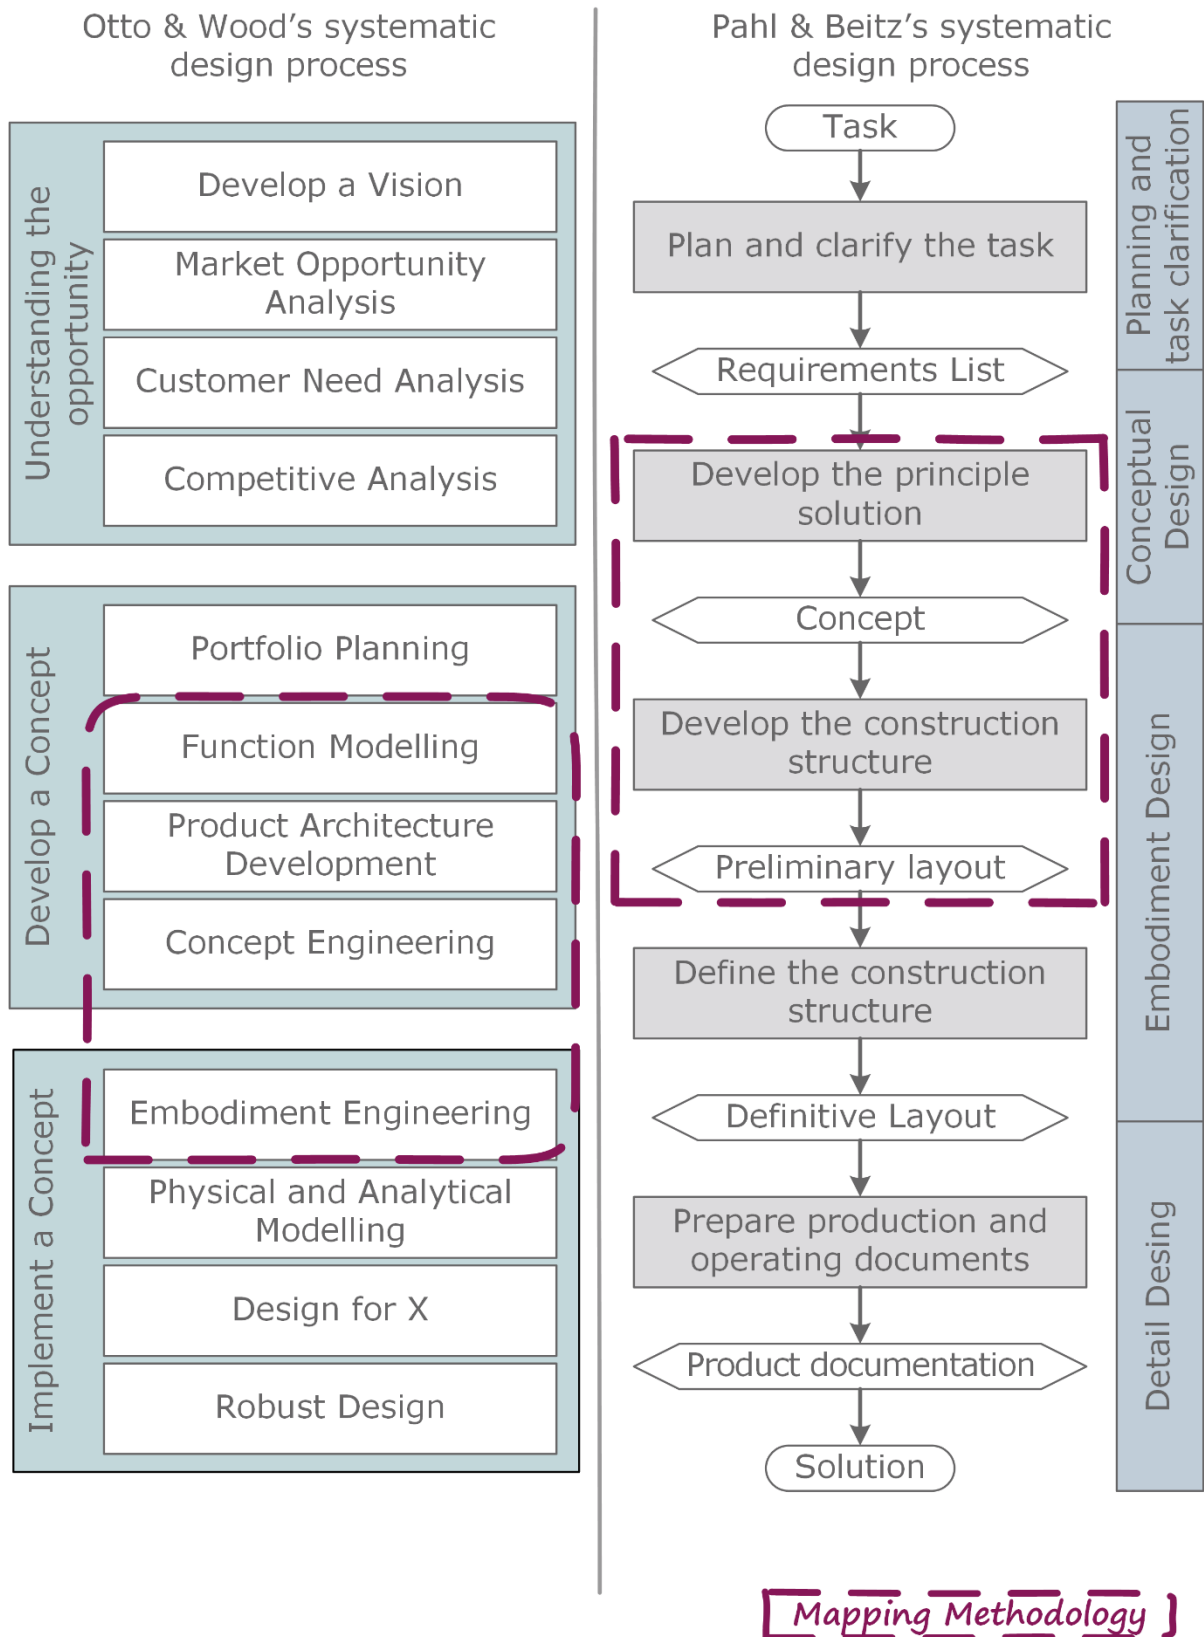 Otto & Wood's systematic
design process
Understanding the
opportunity
Develop a Vision
Market Opportunity
Analysis
Customer Need Analysis
Competitive Analysis
Develop a Concept
Portfolio Planning
Function Modelling
Product Architecture
Development
Concept Engineering
Implement a Concept
Embodiment Engineering
Physical and Analytical
Modelling
Design for X
Robust Design
Pahl & Beitz's systematic
design process
Task
Plan and clarify the task
Requirements List
Develop the principle
solution
Concept
Develop the construction
structure
Preliminary layout
Define the construction
structure
Definitive Layout
Prepare production and
operating documents
Product documentation
Solution
Planning and
task clarification
Conceptual
Design
Embodiment Design
Detail Desing
Mapping Methodology